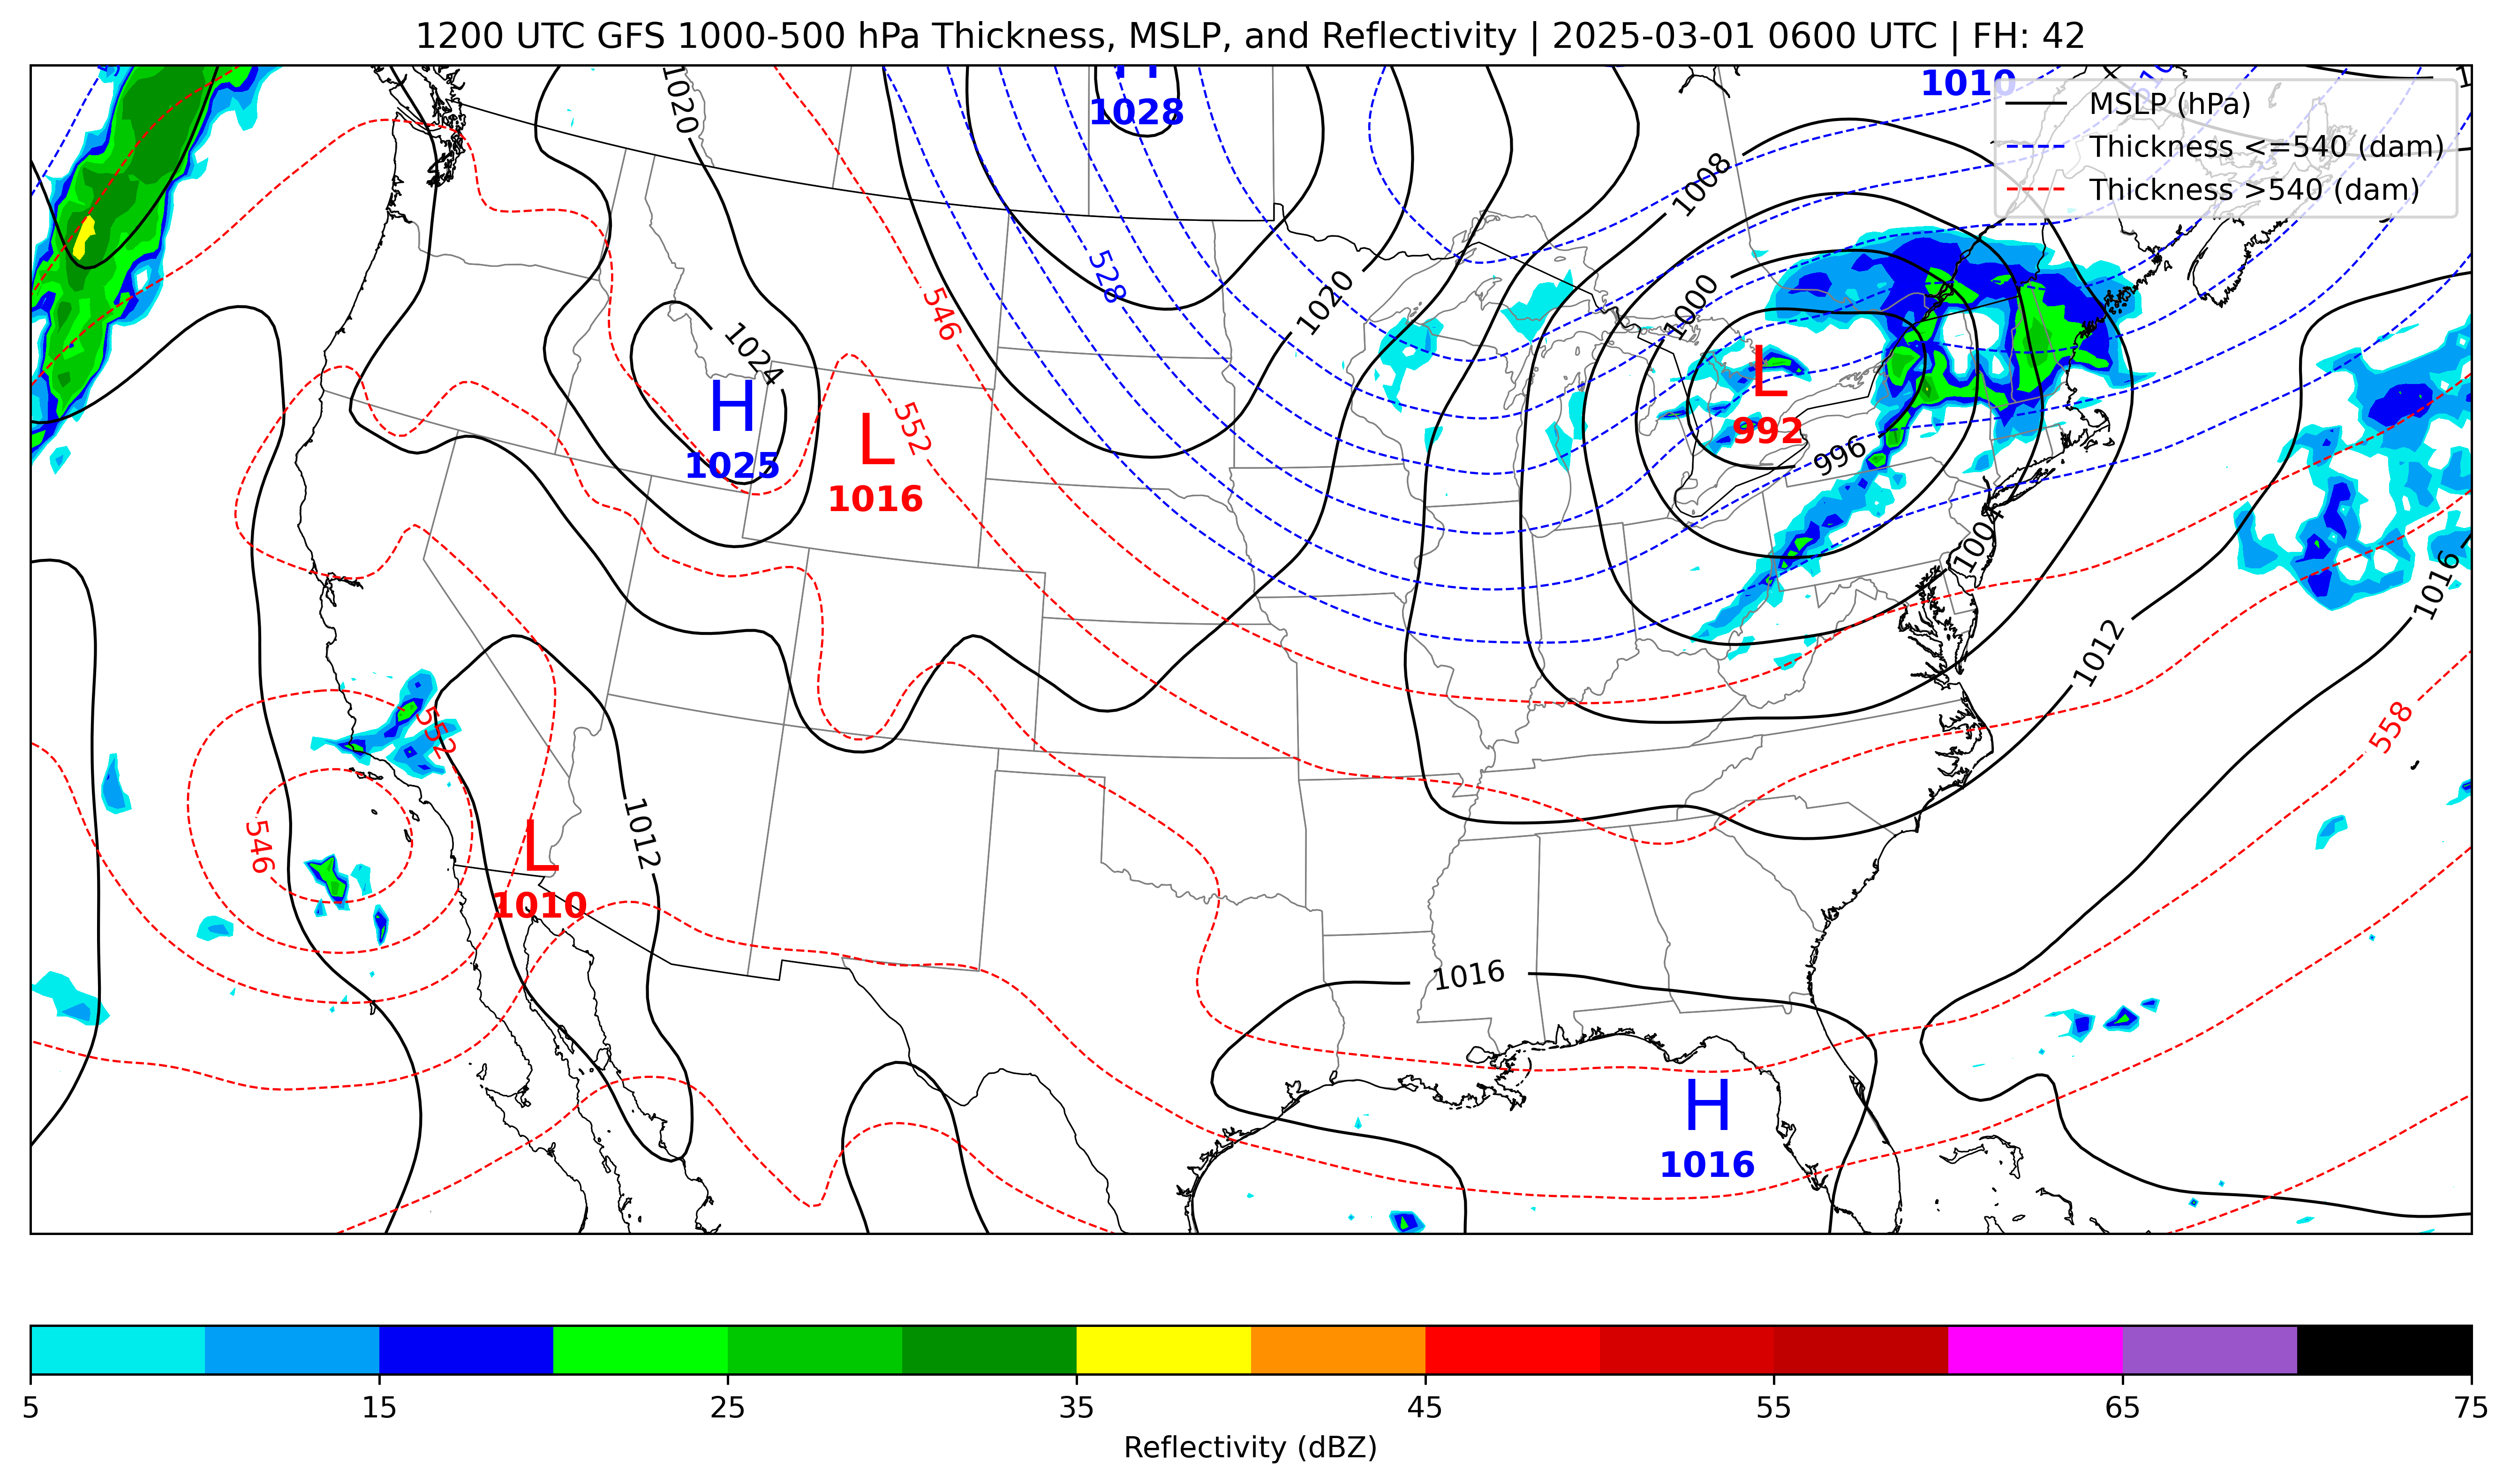 1200 UTC GFS 1000-500 hPa Thickness, MSLP, and Reflectivity | 2025-03-01 0600 UTC | FH: 42
MSLP (hPa)
Thickness <=540 (dam)
Thickness >540 (dam)
1020
H
1028
1010
1008
528
546
1020
1000
1024
H
1025
L
1016
552
L
992
996
1004
1016
1012
552
558
546
1012
L
1010
1016
H
1016
5
15
25
35
45
55
65
75
Reflectivity (dBZ)